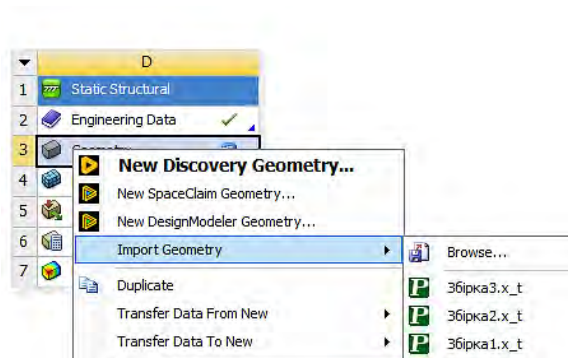 D
1 Static Structural
2 Engineering Data
3
New Discovery Geometry...
4
New SpaceClaim Geometry...
5
New DesignModeler Geometry...
6
Import Geometry
Browse...
7
Duplicate
Збірка3.x_t
Transfer Data From New
Збірка2.x_t
Transfer Data To New
Збірка1.x_t